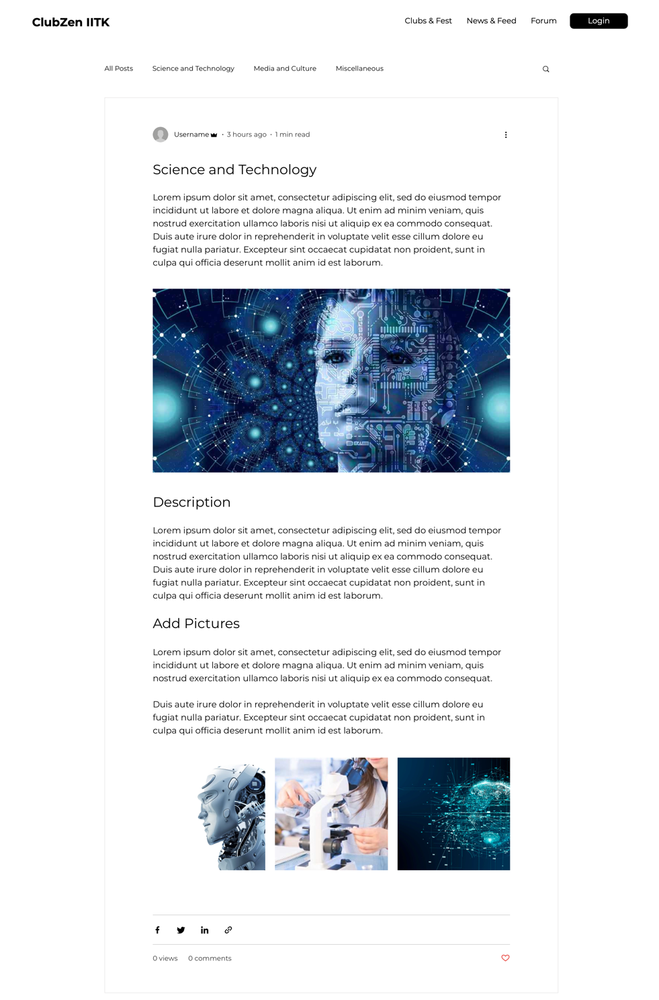 ClubZen IITK
Clubs & Fest News & Feed Forum Login
All Posts Science and Technology Media and Culture Miscellaneous
Username · 3 hours ago · 1 min read
Science and Technology
Lorem ipsum dolor sit amet, consectetur adipiscing elit, sed do eiusmod tempor
incididunt ut labore et dolore magna aliqua. Ut enim ad minim veniam, quis
nostrud exercitation ullamco laboris nisi ut aliquip ex ea commodo consequat.
Duis aute irure dolor in reprehenderit in voluptate velit esse cillum dolore eu
fugiat nulla pariatur. Excepteur sint occaecat cupidatat non proident, sunt in
culpa qui officia deserunt mollit anim id est laborum.
Description
Lorem ipsum dolor sit amet, consectetur adipiscing elit, sed do eiusmod tempor
incididunt ut labore et dolore magna aliqua. Ut enim ad minim veniam, quis
nostrud exercitation ullamco laboris nisi ut aliquip ex ea commodo consequat.
Duis aute irure dolor in reprehenderit in voluptate velit esse cillum dolore eu
fugiat nulla pariatur. Excepteur sint occaecat cupidatat non proident, sunt in
culpa qui officia deserunt mollit anim id est laborum.
Add Pictures
Lorem ipsum dolor sit amet, consectetur adipiscing elit, sed do eiusmod tempor
incididunt ut labore et dolore magna aliqua. Ut enim ad minim veniam, quis
nostrud exercitation ullamco laboris nisi ut aliquip ex ea commodo consequat.
Duis aute irure dolor in reprehenderit in voluptate velit esse cillum dolore eu
fugiat nulla pariatur. Excepteur sint occaecat cupidatat non proident, sunt in
culpa qui officia deserunt mollit anim id est laborum.
0 views 0 comments